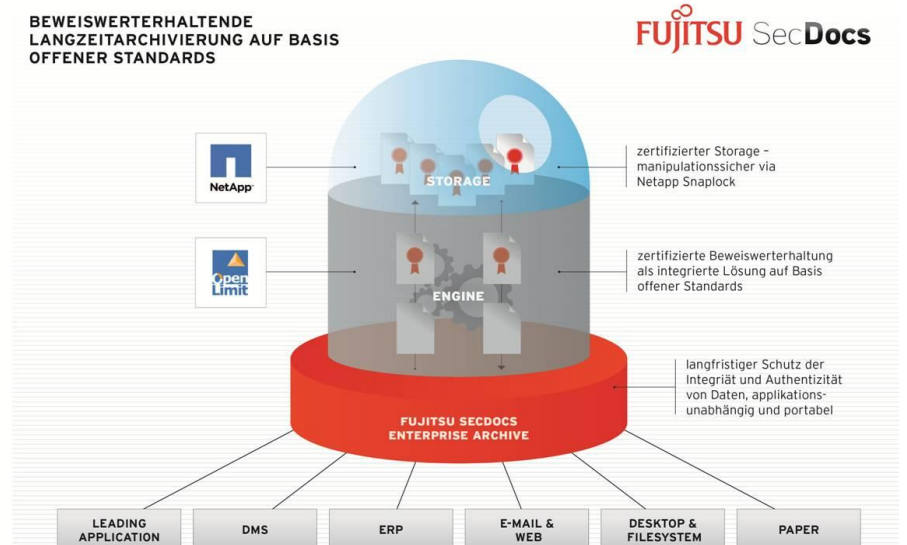 BEWEISWERTERHALTENDE
LANGZEITARCHIVIERUNG AUF BASIS
OFFENER STANDARDS
FUJITSU SecDocs
NetApp
STORAGE
zertifizierter Storage –
manipulationssicher via
Netapp Snaplock
Open
Limit
ENGINE
zertifizierte Beweiswerterhaltung
als integrierte Lösung auf Basis
offener Standards
langfristiger Schutz der
Integriät und Authentizität
von Daten, applikations-
unabhängig und portabel
FUJITSU SECDOCS
ENTERPRISE ARCHIVE
LEADING
APPLICATION
DMS
ERP
E-MAIL &
WEB
DESKTOP &
FILESYSTEM
PAPER